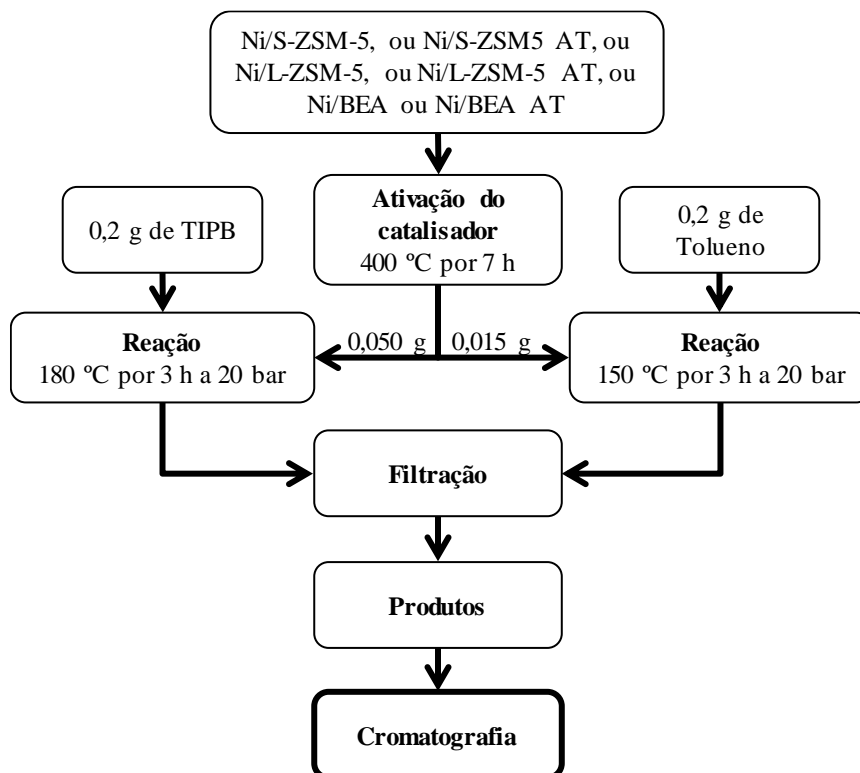 Ni/S-ZSM-5, ou Ni/S-ZSM5 AT, ou
Ni/L-ZSM-5, ou Ni/L-ZSM-5 AT, ou
Ni/BEA ou Ni/BEA AT
0,2 g de TIPB
Ativação do
catalisador
400 ºC por 7 h
0,2 g de
Tolueno
Reação
180 ºC por 3 h a 20 bar
0,050 g
0,015 g
Reação
150 ºC por 3 h a 20 bar
Filtração
Produtos
Cromatografia